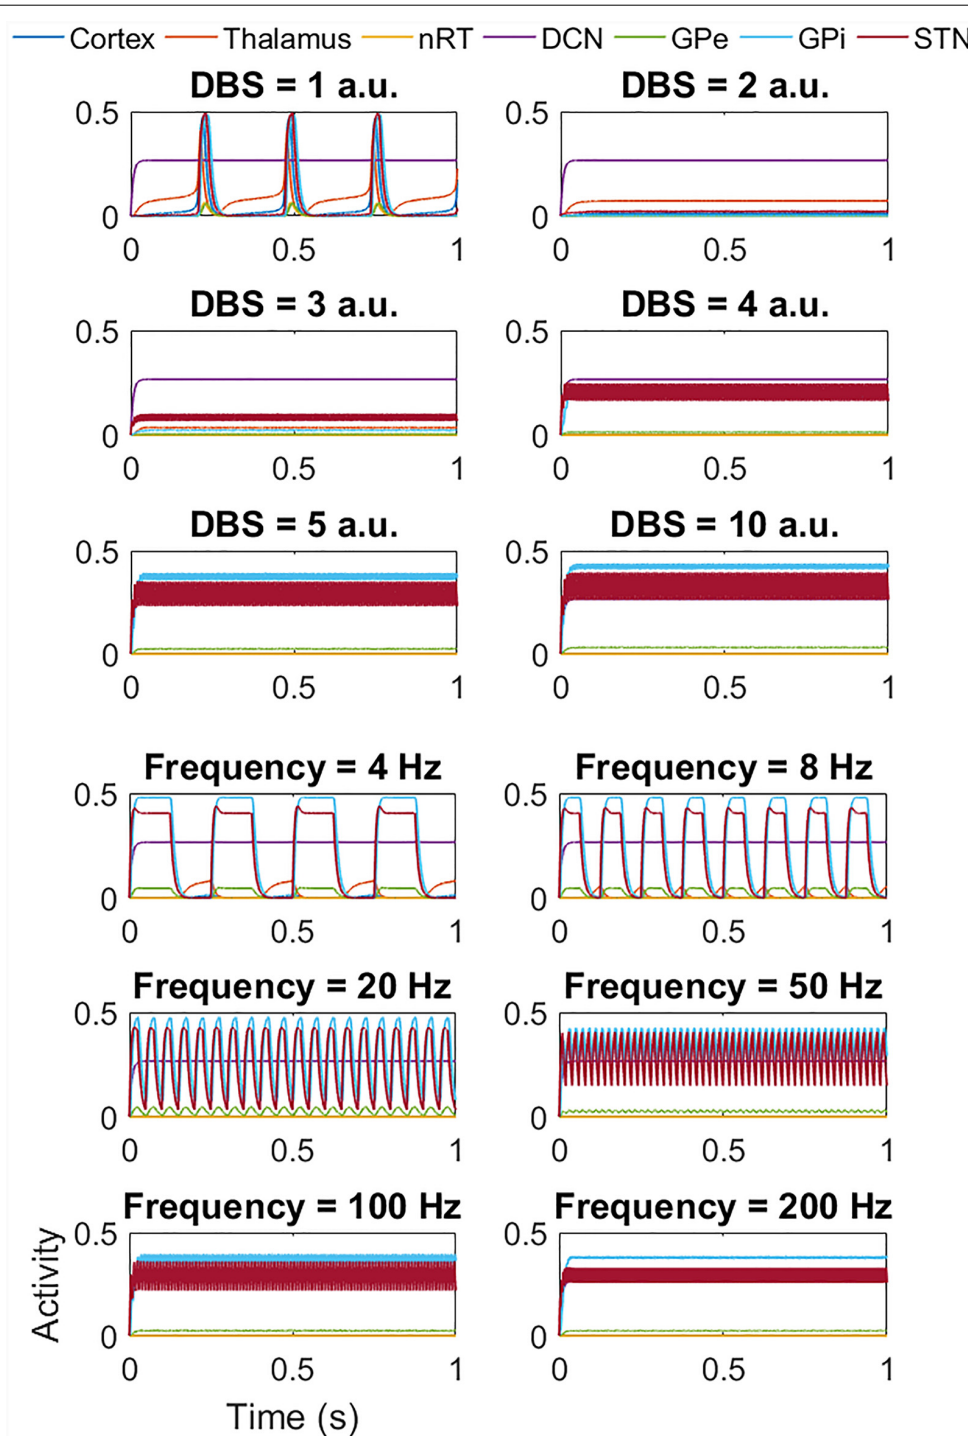 Cortex Thalamus nRT DCN GPe GPi STN
DBS = 1 a.u. DBS = 2 a.u.
0.5 0.5
0 0
0 0.5 1 0 0.5 1
DBS = 3 a.u. DBS = 4 a.u.
0.5 0.5
0 0
0 0.5 1 0 0.5 1
DBS = 5 a.u. DBS = 10 a.u.
0.5 0.5
0 0
0 0.5 1 0 0.5 1
Frequency = 4 Hz Frequency = 8 Hz
0.5 0.5
0 0
0 0.5 1 0 0.5 1
Frequency = 20 Hz Frequency = 50 Hz
0.5 0.5
0 0
0 0.5 1 0 0.5 1
Frequency = 100 Hz Frequency = 200 Hz
0.5 0.5
Activity
0 0
0 0.5 1 0 0.5 1
Time (s)